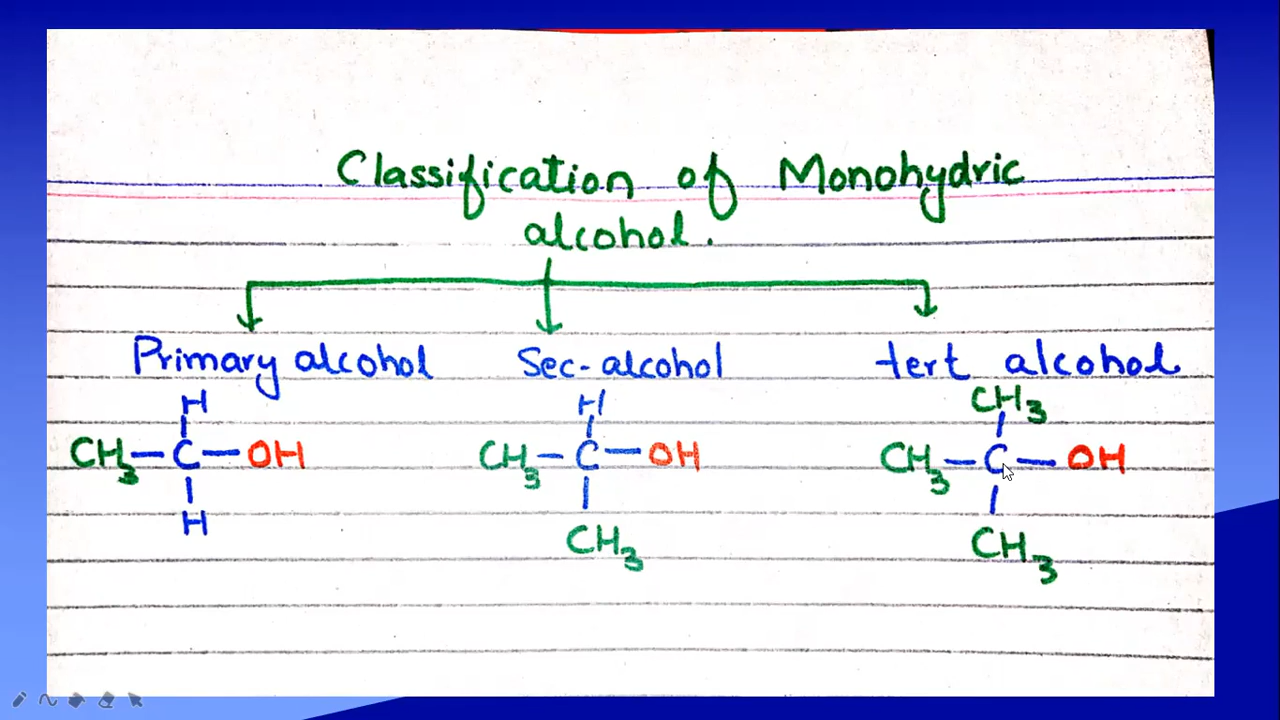 Classification of Monohydric
alcohol.
Primary alcohol
Sec-alcohol
tert alcohol
H
H
CH3
CH3–C–OH
CH3–C–OH
CH3–C–OH
H
CH3
CH3